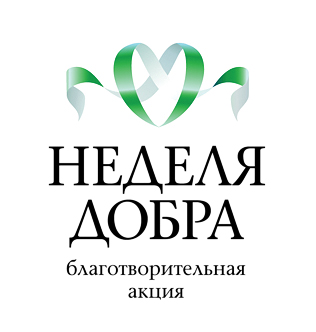 НЕДЕЛЯ
ДОБРА
благотворительная
акция